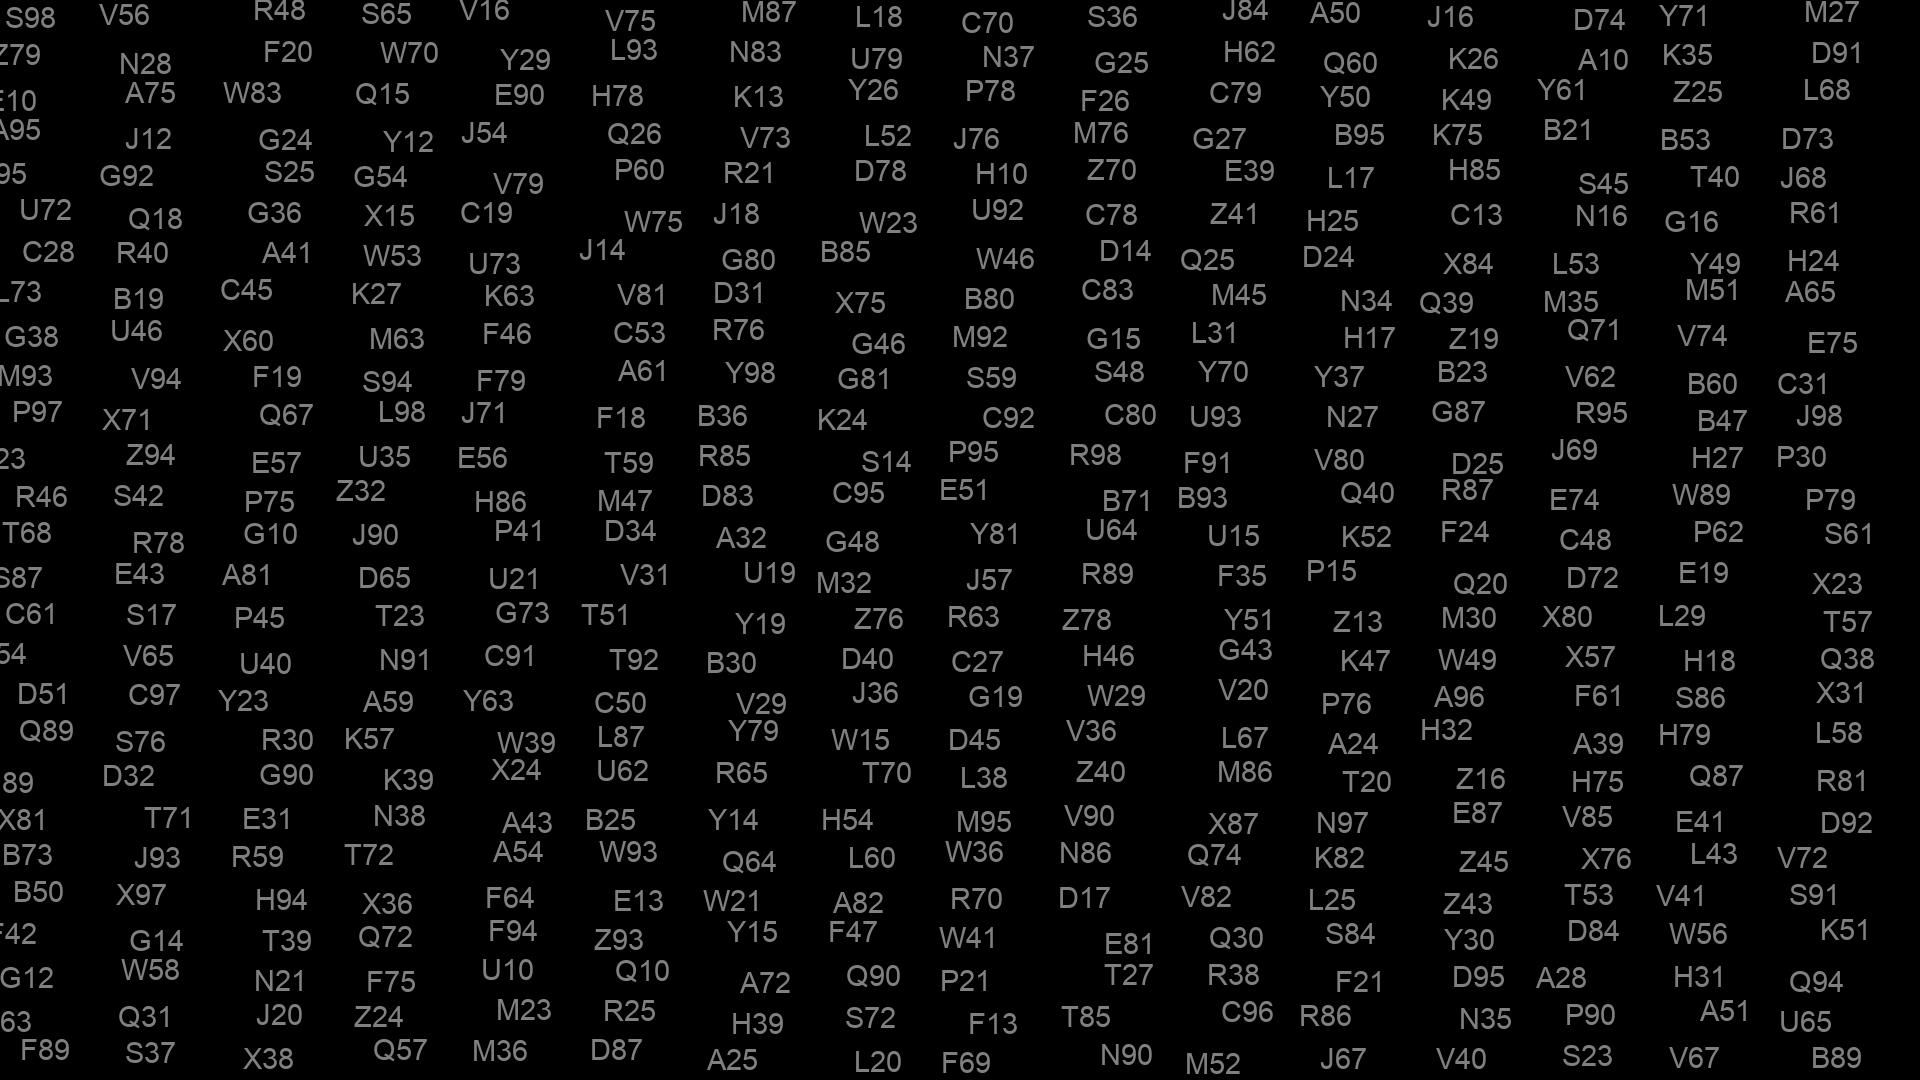 S98 V56 R48 S65 V16 V75 M87 L18 C70 S36 J84 A50 J16 D74 Y71 M27
Z79 N28 F20 W70 Y29 L93 N83 U79 N37 G25 H62 Q60 K26 A10 K35 D91
E10 A75 W83 Q15 E90 H78 K13 Y26 P78 F26 C79 Y50 K49 Y61 Z25 L68
A95 J12 G24 Y12 J54 Q26 V73 L52 J76 M76 G27 B95 K75 B21 B53 D73
95 G92 S25 G54 V79 P60 R21 D78 H10 Z70 E39 L17 H85 S45 T40 J68
U72 Q18 G36 X15 C19 W75 J18 W23 U92 C78 Z41 H25 C13 N16 G16 R61
C28 R40 A41 W53 U73 J14 G80 B85 W46 D14 Q25 D24 X84 L53 Y49 H24
L73 B19 C45 K27 K63 V81 D31 X75 B80 C83 M45 N34 Q39 M35 M51 A65
G38 U46 X60 M63 F46 C53 R76 G46 M92 G15 L31 H17 Z19 Q71 V74 E75
M93 V94 F19 S94 F79 A61 Y98 G81 S59 S48 Y70 Y37 B23 V62 B60 C31
P97 X71 Q67 L98 J71 F18 B36 K24 C92 C80 U93 N27 G87 R95 B47 J98
23 Z94 E57 U35 E56 T59 R85 S14 P95 R98 F91 V80 D25 J69 H27 P30
R46 S42 P75 Z32 H86 M47 D83 C95 E51 B71 B93 Q40 R87 E74 W89 P79
T68 R78 G10 J90 P41 D34 A32 G48 Y81 U64 U15 K52 F24 C48 P62 S61
S87 E43 A81 D65 U21 V31 U19 M32 J57 R89 F35 P15 Q20 D72 E19 X23
C61 S17 P45 T23 G73 T51 Y19 Z76 R63 Z78 Y51 Z13 M30 X80 L29 T57
54 V65 U40 N91 C91 T92 B30 D40 C27 H46 G43 K47 W49 X57 H18 Q38
D51 C97 Y23 A59 Y63 C50 V29 J36 G19 W29 V20 P76 A96 F61 S86 X31
Q89 S76 R30 K57 W39 L87 Y79 W15 D45 V36 L67 A24 H32 A39 H79 L58
89 D32 G90 K39 X24 U62 R65 T70 L38 Z40 M86 T20 Z16 H75 Q87 R81
X81 T71 E31 N38 A43 B25 Y14 H54 M95 V90 X87 N97 E87 V85 E41 D92
B73 J93 R59 T72 A54 W93 Q64 L60 W36 N86 Q74 K82 Z45 X76 L43 V72
B50 X97 H94 X36 F64 E13 W21 A82 R70 D17 V82 L25 Z43 T53 V41 S91
F42 G14 T39 Q72 F94 Z93 Y15 F47 W41 E81 Q30 S84 Y30 D84 W56 K51
G12 W58 N21 F75 U10 Q10 A72 Q90 P21 T27 R38 F21 D95 A28 H31 Q94
63 Q31 J20 Z24 M23 R25 H39 S72 F13 T85 C96 R86 N35 P90 A51 U65
F89 S37 X38 Q57 M36 D87 A25 L20 F69 N90 M52 J67 V40 S23 V67 B89